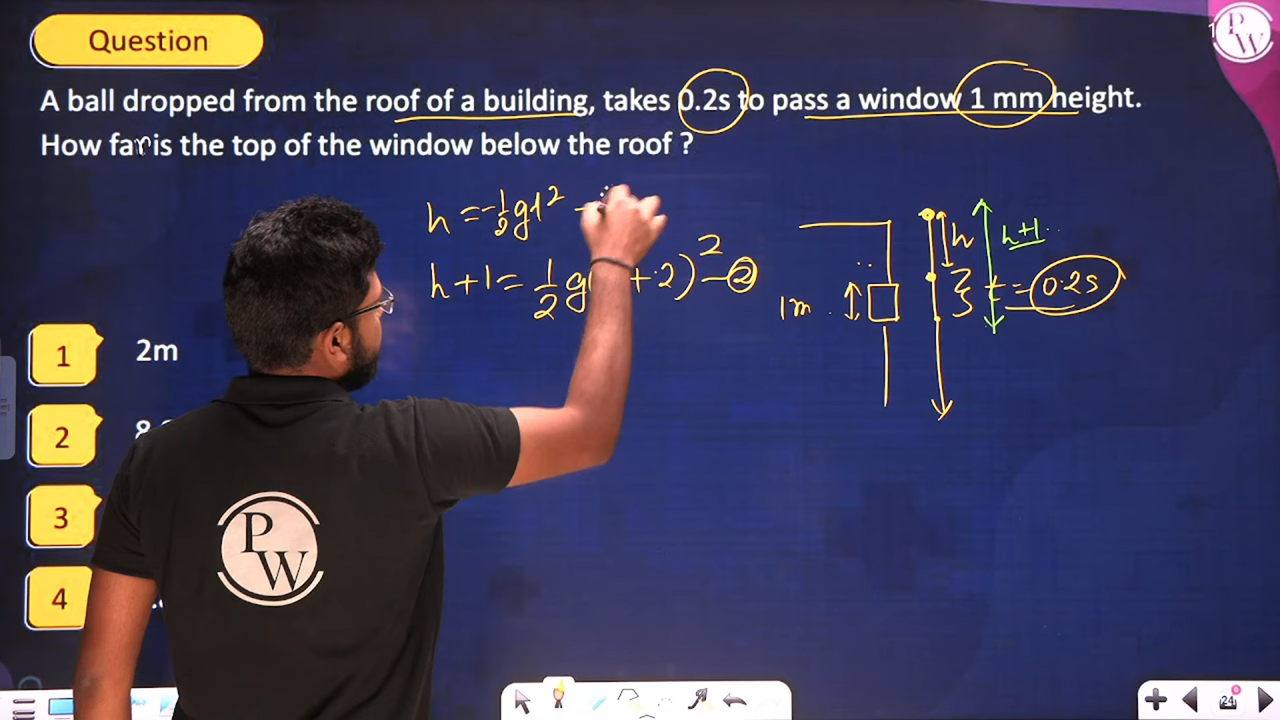 Question
P
W
A ball dropped from the roof of a building, takes 0.2s to pass a window 1 mm height.
How far is the top of the window below the roof ?
h = -½gt² -
h+1 = ½g( +.2)² - 2
h
h+1
t = 0.2s
1m
1 2m
2
3
4
P
W
24